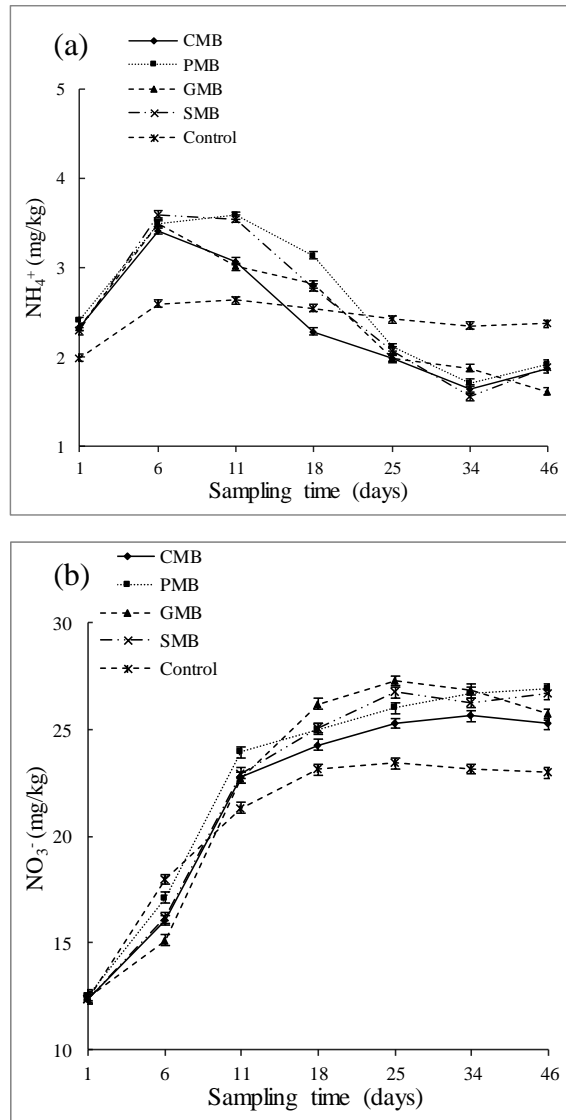 (a)
CMB
PMB
GMB
SMB
Control
5
4
3
2
1
NH₄⁺ (mg/kg)
1 6 11 18 25 34 46
Sampling time (days)
(b)
CMB
PMB
GMB
SMB
Control
30
25
20
15
10
NO₃⁻ (mg/kg)
1 6 11 18 25 34 46
Sampling time (days)